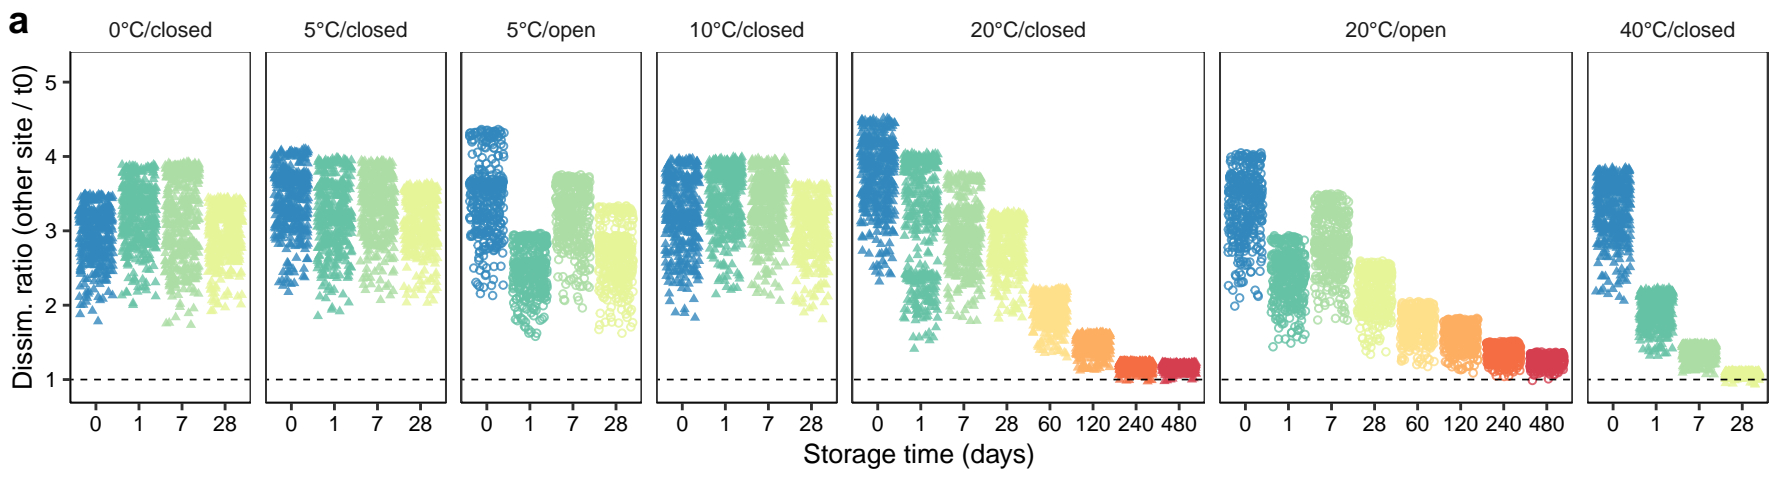 a
0°C/closed 5°C/closed 5°C/open 10°C/closed 20°C/closed 20°C/open 40°C/closed
Dissim. ratio (other site / t0)
5
4
3
2
1
0 1 7 28 0 1 7 28 0 1 7 28 0 1 7 28 0 1 7 28 60 120 240 480 0 1 7 28 60 120 240 480 0 1 7 28
Storage time (days)